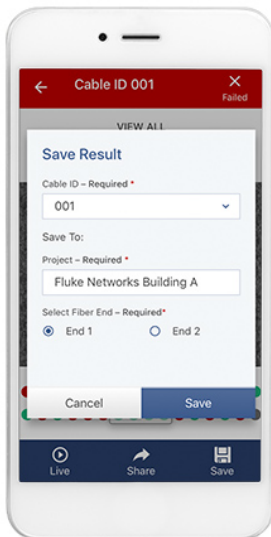 Cable ID 001
Failed
VIEW ALL
Save Result
Cable ID – Required *
001
Save To:
Project – Required *
Fluke Networks Building A
Select Fiber End – Required*
End 1 End 2
Cancel Save
Live Share Save